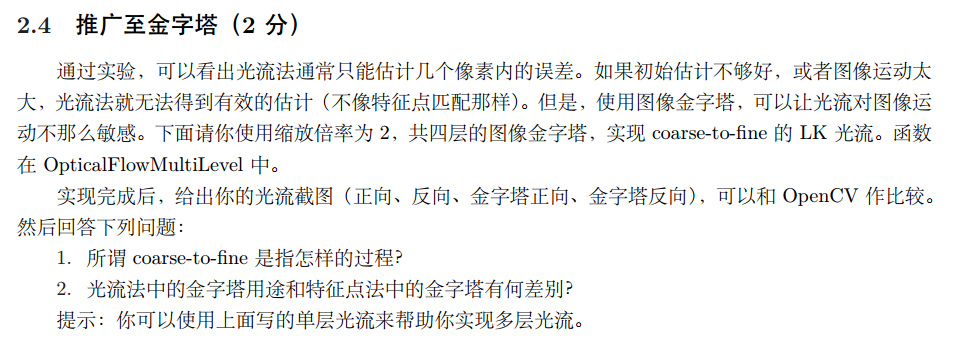 2.4 推广至金字塔（2 分）
通过实验，可以看出光流法通常只能估计几个像素内的误差。如果初始估计不够好，或者图像运动太
大，光流法就无法得到有效的估计（不像特征点匹配那样）。但是，使用图像金字塔，可以让光流对图像运
动不那么敏感。下面请你使用缩放倍率为 2，共四层的图像金字塔，实现 coarse-to-fine 的 LK 光流。函数
在 OpticalFlowMultiLevel 中。
实现完成后，给出你的光流截图（正向、反向、金字塔正向、金字塔反向），可以和 OpenCV 作比较。
然后回答下列问题：
1. 所谓 coarse-to-fine 是指怎样的过程?
2. 光流法中的金字塔用途和特征点法中的金字塔有何差别?
提示：你可以使用上面写的单层光流来帮助你实现多层光流。